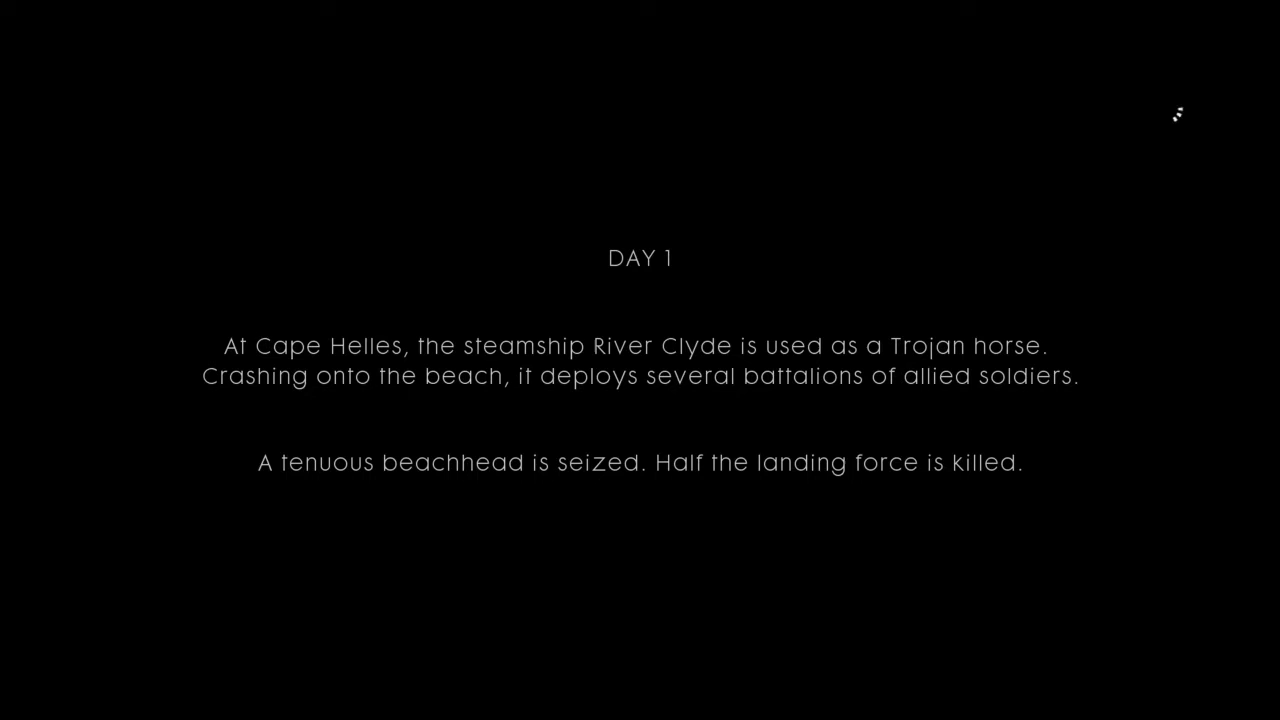 DAY 1
At Cape Helles, the steamship River Clyde is used as a Trojan horse.
Crashing onto the beach, it deploys several battalions of allied soldiers.
A tenuous beachhead is seized. Half the landing force is killed.